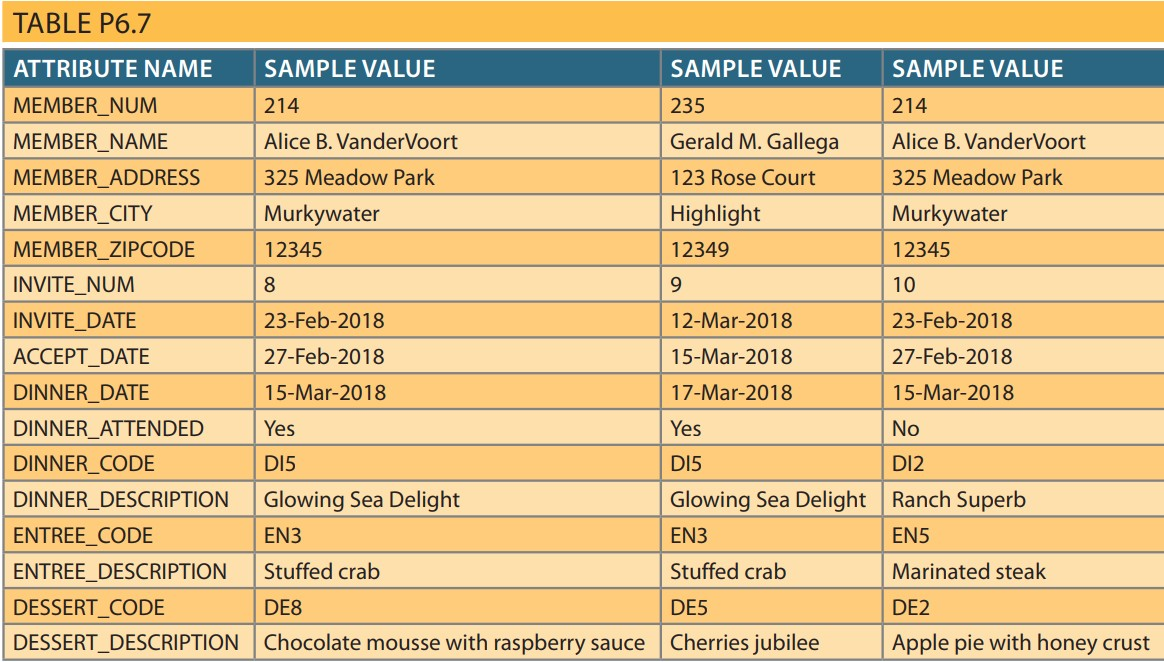 TABLE P6.7
ATTRIBUTE NAME SAMPLE VALUE SAMPLE VALUE SAMPLE VALUE
MEMBER_NUM 214 235 214
MEMBER_NAME Alice B. VanderVoort Gerald M. Gallega Alice B. VanderVoort
MEMBER_ADDRESS 325 Meadow Park 123 Rose Court 325 Meadow Park
MEMBER_CITY Murkywater Highlight Murkywater
MEMBER_ZIPCODE 12345 12349 12345
INVITE_NUM 8 9 10
INVITE_DATE 23-Feb-2018 12-Mar-2018 23-Feb-2018
ACCEPT_DATE 27-Feb-2018 15-Mar-2018 27-Feb-2018
DINNER_DATE 15-Mar-2018 17-Mar-2018 15-Mar-2018
DINNER_ATTENDED Yes Yes No
DINNER_CODE DI5 DI5 DI2
DINNER_DESCRIPTION Glowing Sea Delight Glowing Sea Delight Ranch Superb
ENTREE_CODE EN3 EN3 EN5
ENTREE_DESCRIPTION Stuffed crab Stuffed crab Marinated steak
DESSERT_CODE DE8 DE5 DE2
DESSERT_DESCRIPTION Chocolate mousse with raspberry sauce Cherries jubilee Apple pie with honey crust